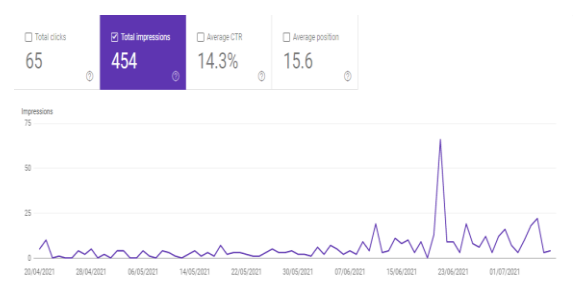 Total clicks
65
Total impressions
454
Average CTR
14.3%
Average position
15.6
Impressions
75
50
25
0
20/04/2021 28/04/2021 06/05/2021 14/05/2021 22/05/2021 30/05/2021 07/06/2021 15/06/2021 23/06/2021 01/07/2021